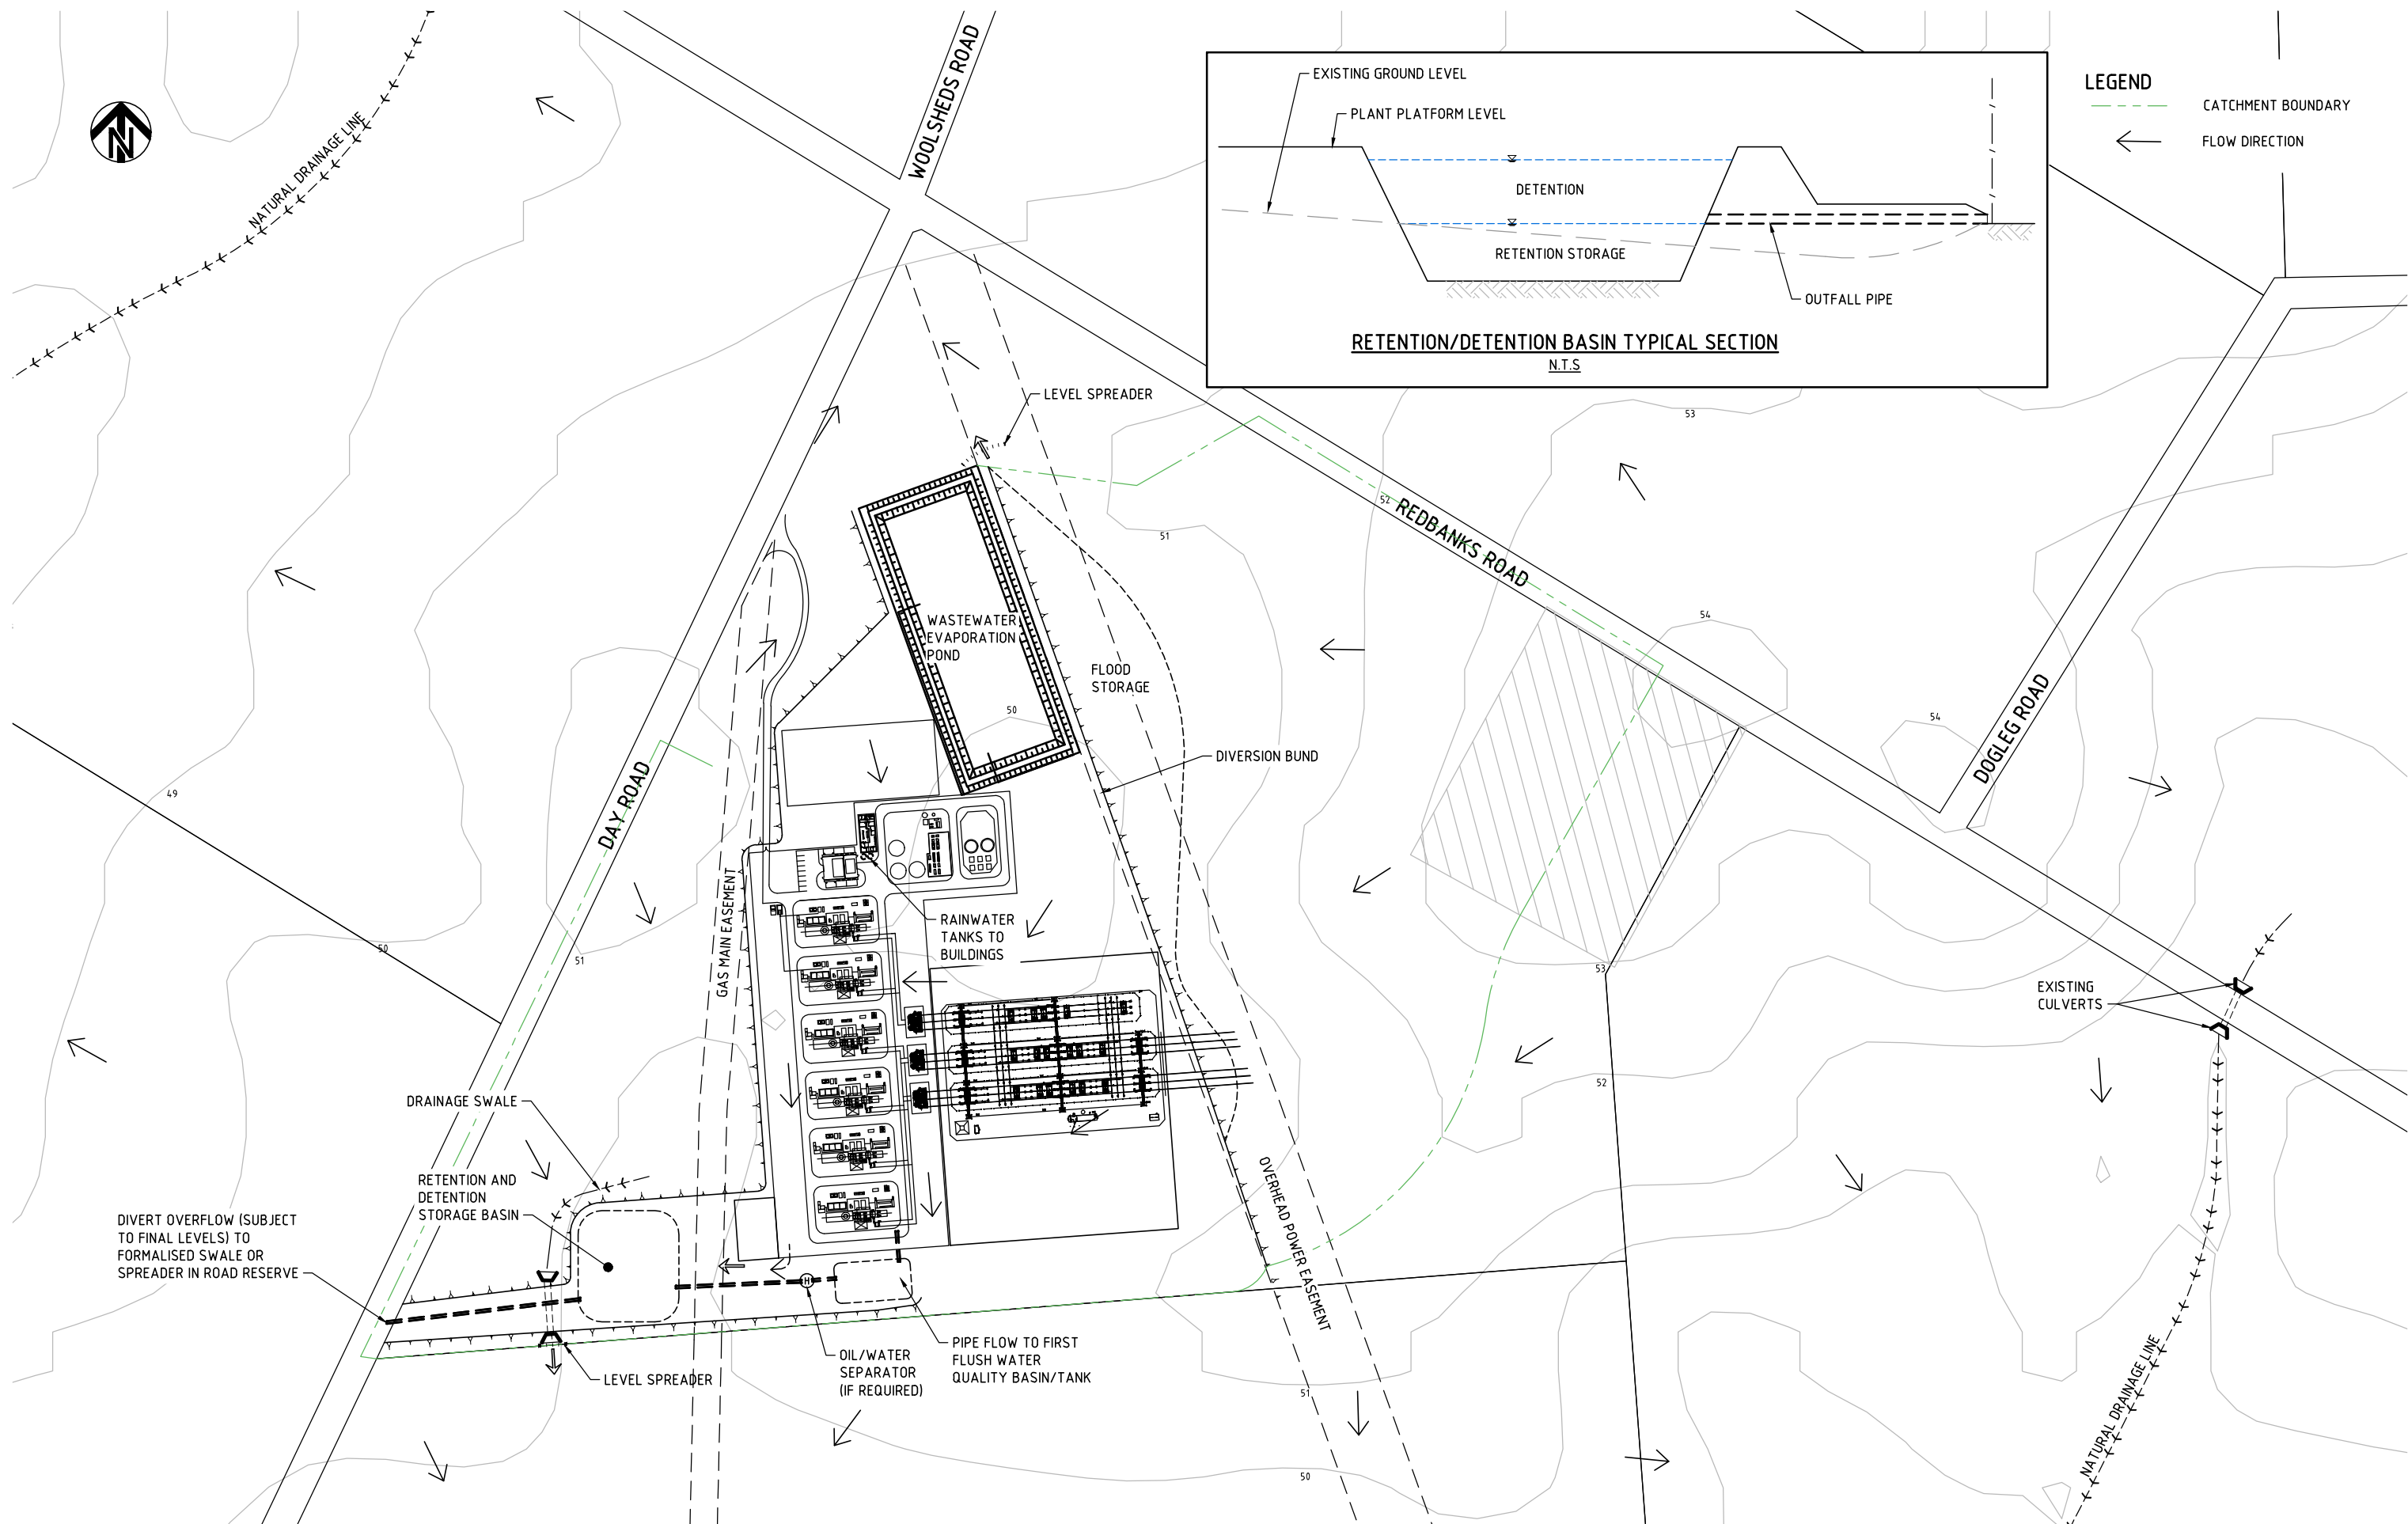 N
NATURAL DRAINAGE LINE
WOOLSHEDS ROAD
EXISTING GROUND LEVEL
PLANT PLATFORM LEVEL
DETENTION
RETENTION STORAGE
OUTFALL PIPE
RETENTION/DETENTION BASIN TYPICAL SECTION
N.T.S
LEGEND
CATCHMENT BOUNDARY
FLOW DIRECTION
LEVEL SPREADER
53
52
REDBANKS ROAD
51
54
54
WASTEWATER
EVAPORATION
POND
FLOOD
STORAGE
50
DIVERSION BUND
DOGLEG ROAD
49
DAY ROAD
GAS MAIN EASEMENT
50
51
RAINWATER
TANKS TO
BUILDINGS
53
EXISTING
CULVERTS
52
DRAINAGE SWALE
RETENTION AND
DETENTION
STORAGE BASIN
DIVERT OVERFLOW (SUBJECT
TO FINAL LEVELS) TO
FORMALISED SWALE OR
SPREADER IN ROAD RESERVE
OVERHEAD POWER EASEMENT
H
LEVEL SPREADER
OIL/WATER
SEPARATOR
(IF REQUIRED)
PIPE FLOW TO FIRST
FLUSH WATER
QUALITY BASIN/TANK
51
50
NATURAL DRAINAGE LINE